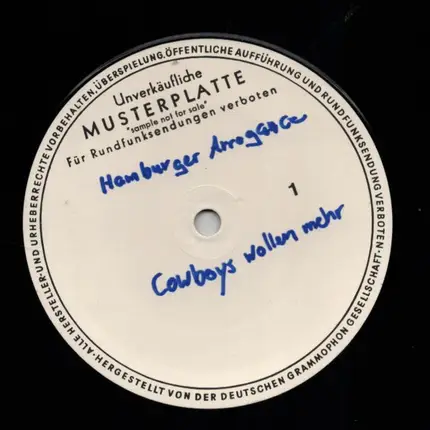 ALLE HERSTELLER- UND URHEBERRECHTE VORBEHALTEN, ÜBERSPIELUNG, ÖFFENTLICHE AUFFÜHRUNG UND RUNDFUNKSENDUNG VERBOTEN
Unverkäufliche
MUSTERPLATTE
"sample not for sale"
Für Rundfunksendungen verboten
Hamburger Arrogance
1
Cowboys wollen mehr
HERGESTELLT VON DER DEUTSCHEN GRAMMOPHON GESELLSCHAFT